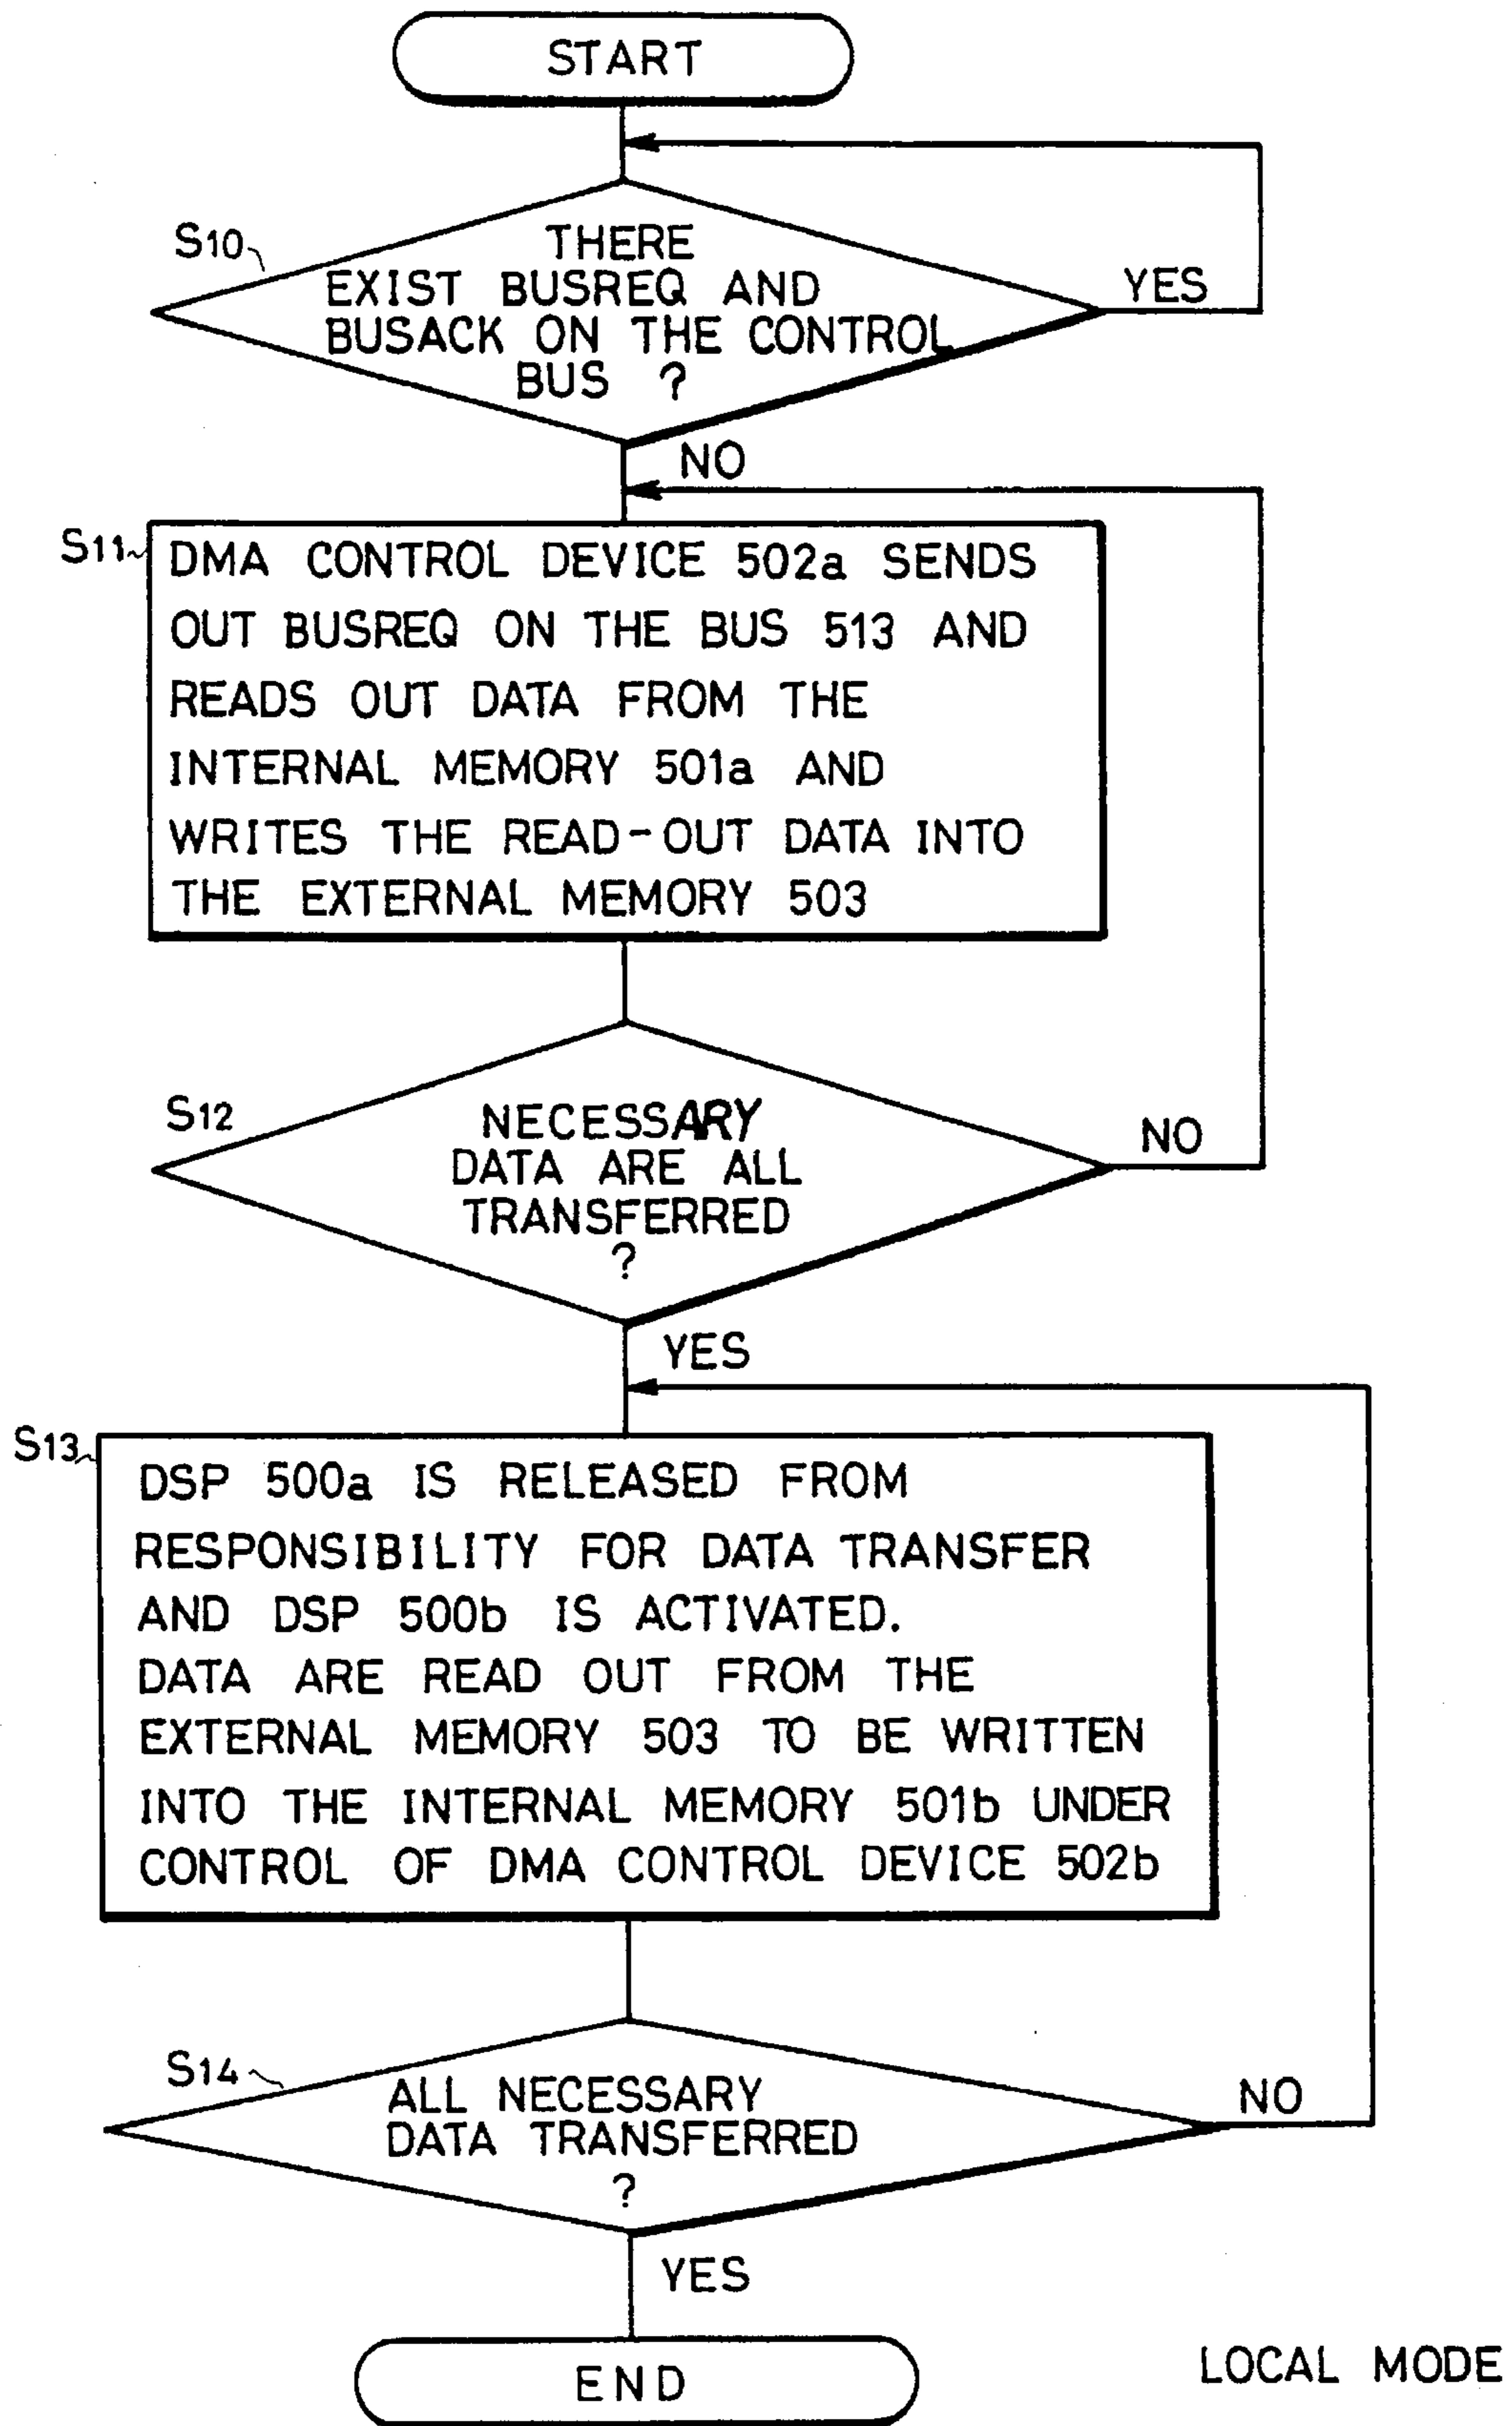 START
S10
THERE
EXIST BUSREQ AND
BUSACK ON THE CONTROL
BUS ?
YES
NO
S11
DMA CONTROL DEVICE 502a SENDS
OUT BUSREQ ON THE BUS 513 AND
READS OUT DATA FROM THE
INTERNAL MEMORY 501a AND
WRITES THE READ-OUT DATA INTO
THE EXTERNAL MEMORY 503
S12
NECESSARY
DATA ARE ALL
TRANSFERRED
?
NO
YES
S13
DSP 500a IS RELEASED FROM
RESPONSIBILITY FOR DATA TRANSFER
AND DSP 500b IS ACTIVATED.
DATA ARE READ OUT FROM THE
EXTERNAL MEMORY 503 TO BE WRITTEN
INTO THE INTERNAL MEMORY 501b UNDER
CONTROL OF DMA CONTROL DEVICE 502b
S14
ALL NECESSARY
DATA TRANSFERRED
?
NO
YES
END
LOCAL MODE